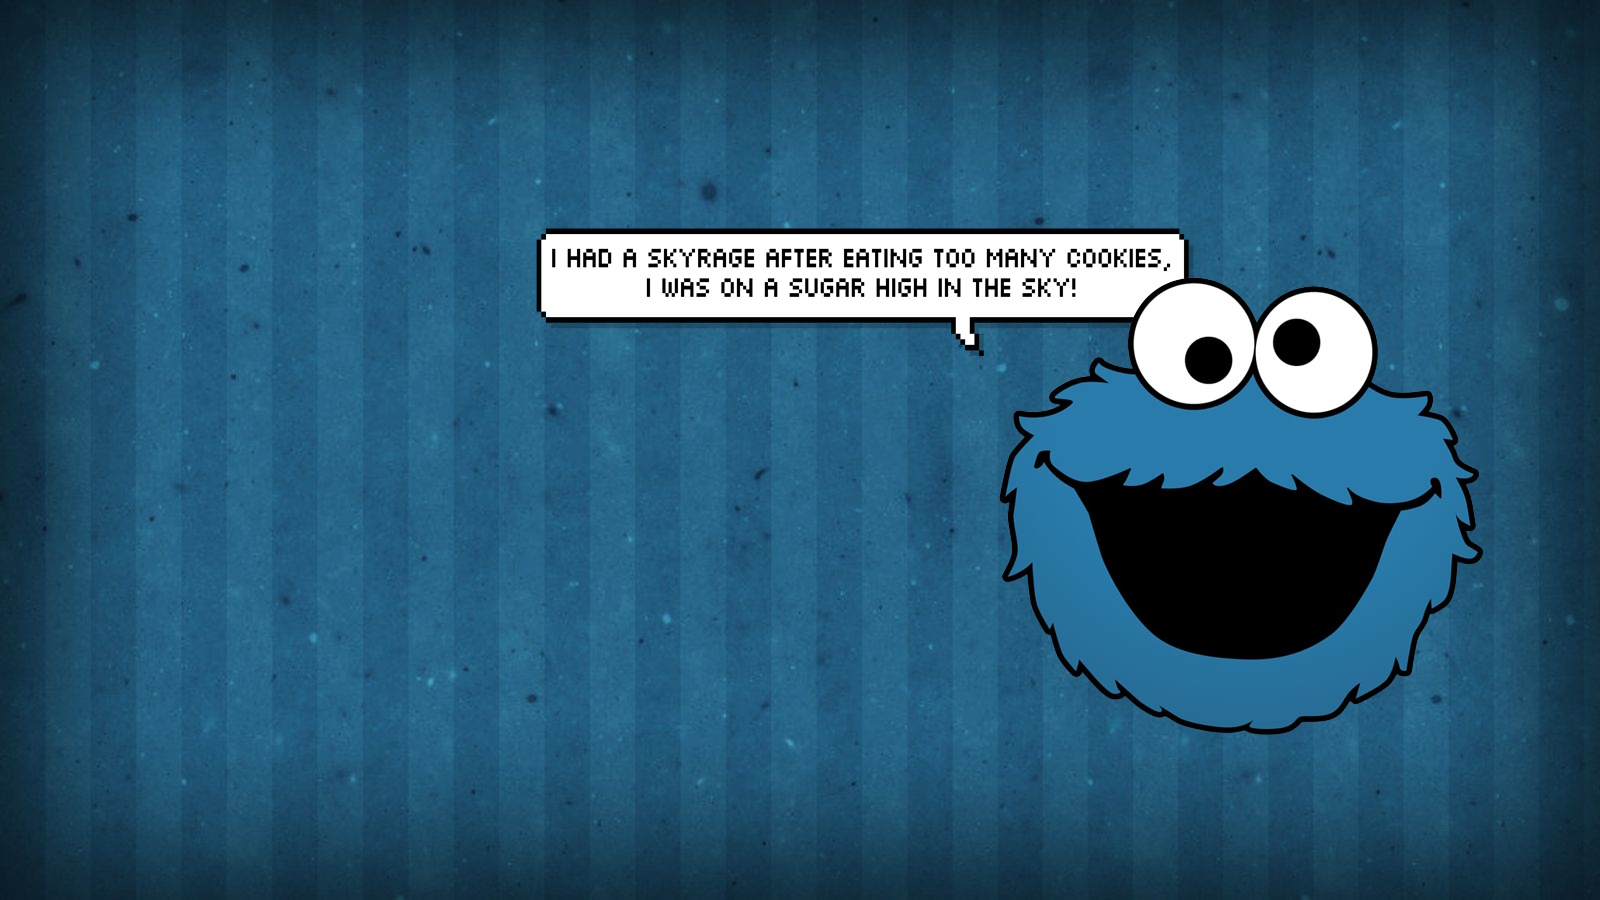 I HAD A SKYRAGE AFTER EATING TOO MANY COOKIES,
I WAS ON A SUGAR HIGH IN THE SKY!